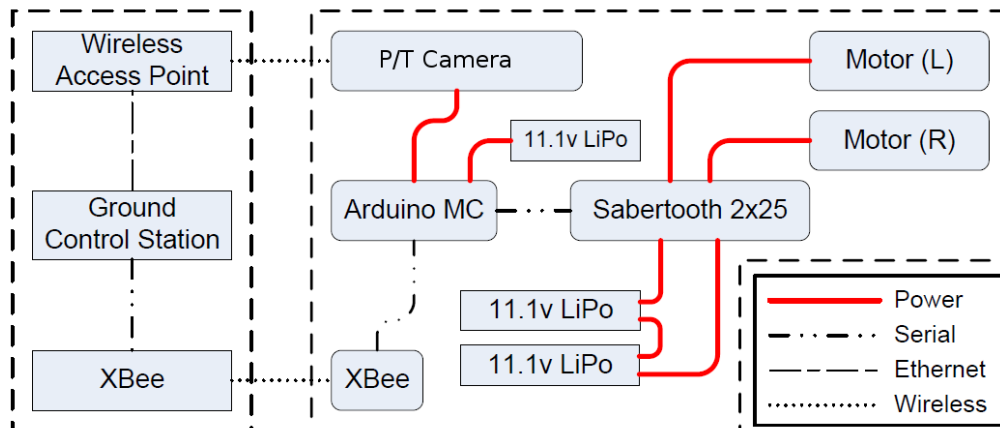 Wireless
Access Point
P/T Camera
Motor (L)
11.1v LiPo
Motor (R)
Ground
Control Station
Arduino MC
Sabertooth 2x25
11.1v LiPo
11.1v LiPo
XBee
XBee
Power
Serial
Ethernet
Wireless